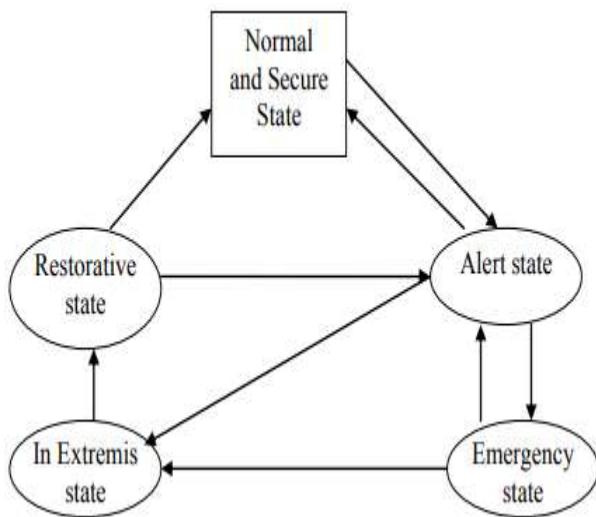 Normal
and Secure
State
Restorative
state
Alert state
In Extremis
state
Emergency
state